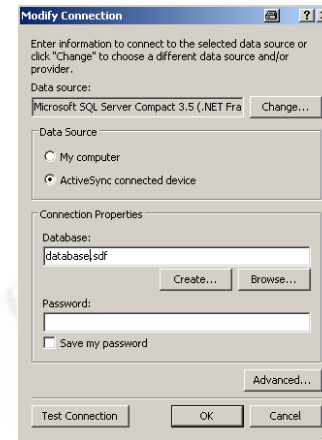 Modify Connection
Enter information to connect to the selected data source or
click "Change" to choose a different data source and/or
provider.
Data source:
Microsoft SQL Server Compact 3.5 (.NET Fra
Change...
Data Source
My computer
ActiveSync connected device
Connection Properties
Database:
database.sdf
Create... Browse...
Password:
Save my password
Advanced...
Test Connection OK Cancel